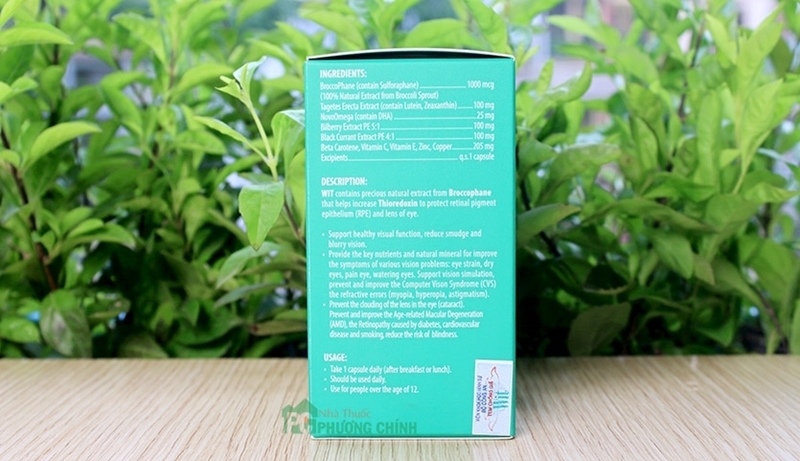 INGREDIENTS:
BroccoPhane (contain Sulforaphane) 1000 mcg
(100% Natural Extract from Broccoli Sprout)
Tagetes Erecta Extract (contain Lutein, Zeaxanthin) 100 mg
NovoOmega (contain DHA) 25 mg
Bilberry Extract PE 5:1 100 mg
Black Currant Extract PE 4:1 100 mg
Beta Carotene, Vitamin C, Vitamin E, Zinc, Copper 205 mg
Excipients q.s.1 capsule
DESCRIPTION:
WIT contains precious natural extract from Broccophane
that helps increase Thioredoxin to protect retinal pigment
epithelium (RPE) and lens of eye.
- Support healthy visual function, reduce smudge and
blurry vision.
- Provide the key nutrients and natural mineral for improve
the symptoms of various vision problems: eye strain, dry
eyes, pain eye, watering eyes. Support vision simulation,
prevent and improve the Computer Vison Syndrome (CVS)
the refractive errors (myopia, hyperopia, astigmatism).
- Prevent the clouding of the lens in the eye (cataract).
Prevent and improve the Age-related Macular Degeneration
(AMD), the Retinopathy caused by diabetes, cardiovascular
disease and smoking, reduce the risk of blindness.
USAGE:
- Take 1 capsule daily (after breakfast or lunch).
- Should be used daily.
- Use for people over the age of 12.
Nhà Thuốc
PHƯƠNG CHÍNH